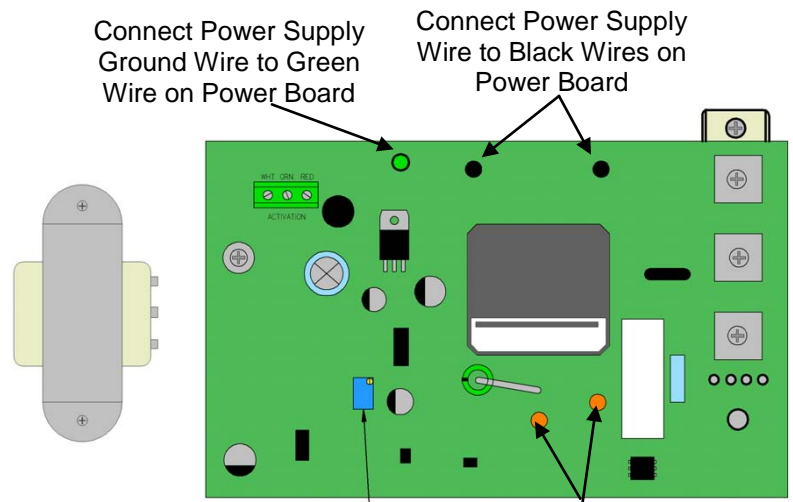 Connect Power Supply
Ground Wire to Green
Wire on Power Board
Connect Power Supply
Wire to Black Wires on
Power Board
WHT ORN RED
ACTIVATION